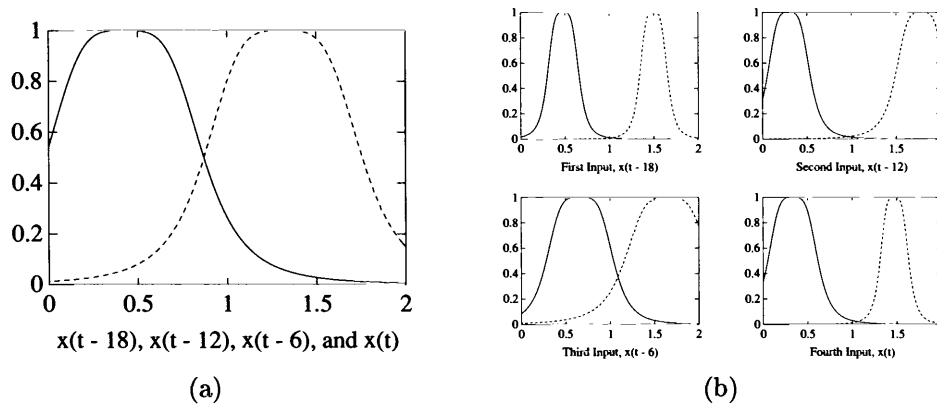 1
0.8
0.6
0.4
0.2
0
0 0.5 1 1.5 2
x(t - 18), x(t - 12), x(t - 6), and x(t)
(a)
1
0.8
0.6
0.4
0.2
0
0 0.5 1 1.5 2
First Input, x(t - 18)
1
0.8
0.6
0.4
0.2
0
0 0.5 1 1.5
Second Input, x(t - 12)
1
0.8
0.6
0.4
0.2
0
0 0.5 1 1.5 2
Third Input, x(t - 6)
1
0.8
0.6
0.4
0.2
0
0 0.5 1 1.5
Fourth Input, x(t)
(b)